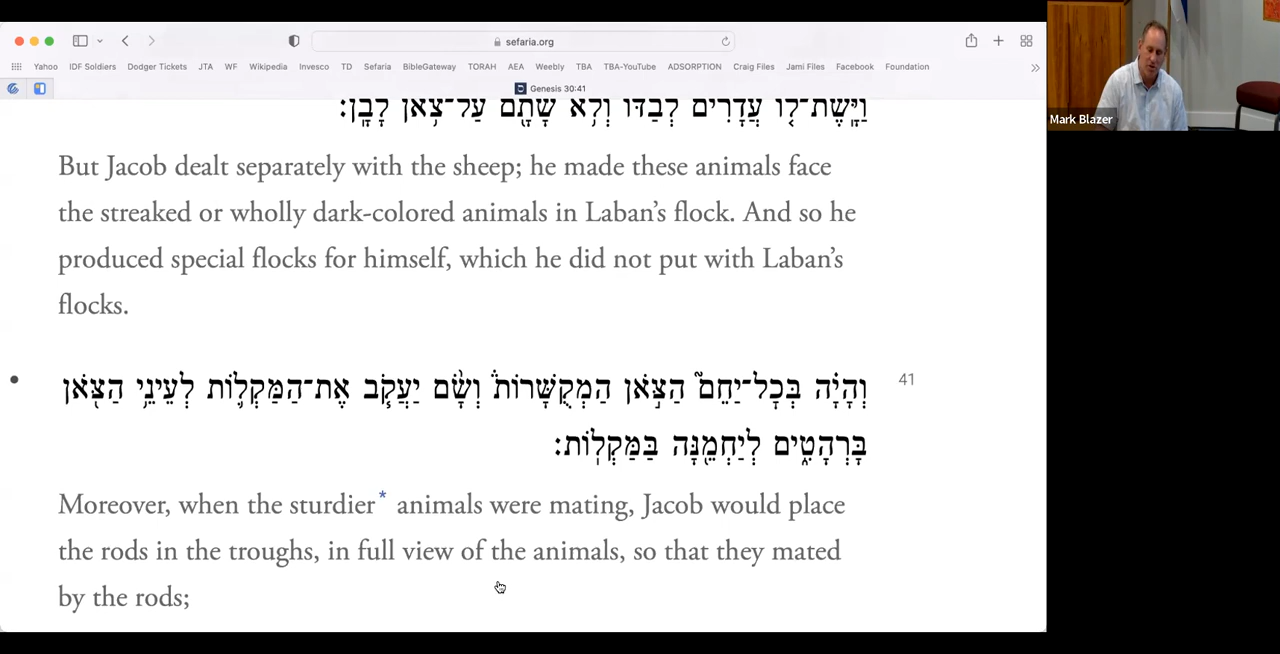 sefaria.org
Yahoo IDF Soldiers Dodger Tickets JTA WF Wikipedia Invesco TD Sefaria BibleGateway TORAH AEA Weebly TBA TBA-YouTube ADSORPTION Craig Files Jami Files Facebook Foundation
Genesis 30:41
Mark Blazer
וַיָּֽשֶׁת־ל֤וֹ עֲדָרִים֙ לְבַדּ֔וֹ וְלֹ֥א שָׁתָ֖ם עַל־צֹ֥אן לָבָֽן׃
But Jacob dealt separately with the sheep; he made these animals face
the streaked or wholly dark-colored animals in Laban’s flock. And so he
produced special flocks for himself, which he did not put with Laban’s
flocks.
41
וְהָיָ֗ה בְּכׇל־יַחֵם֮ הַצֹּ֣אן הַמְקֻשָּׁרוֹת֒ וְשָׂ֨ם יַעֲקֹ֧ב אֶת־הַמַּקְל֛וֹת לְעֵינֵ֥י הַצֹּ֖אן
בָּרְהָטִ֑ים לְיַחְמֵ֖נָּה בַּמַּקְלֽוֹת׃
Moreover, when the sturdier* animals were mating, Jacob would place
the rods in the troughs, in full view of the animals, so that they mated
by the rods;